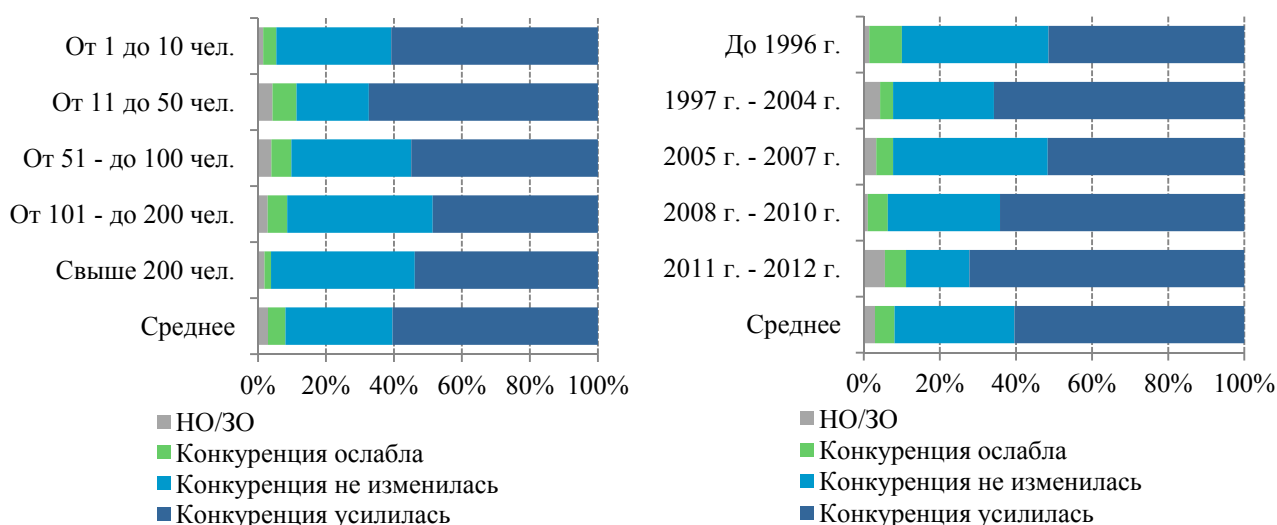 От 1 до 10 чел.
От 11 до 50 чел.
От 51 - до 100 чел.
От 101 - до 200 чел.
Свыше 200 чел.
Среднее
0% 20% 40% 60% 80% 100%
НО/ЗО
Конкуренция ослабла
Конкуренция не изменилась
Конкуренция усилилась
До 1996 г.
1997 г. - 2004 г.
2005 г. - 2007 г.
2008 г. - 2010 г.
2011 г. - 2012 г.
Среднее
0% 20% 40% 60% 80% 100%
НО/ЗО
Конкуренция ослабла
Конкуренция не изменилась
Конкуренция усилилась